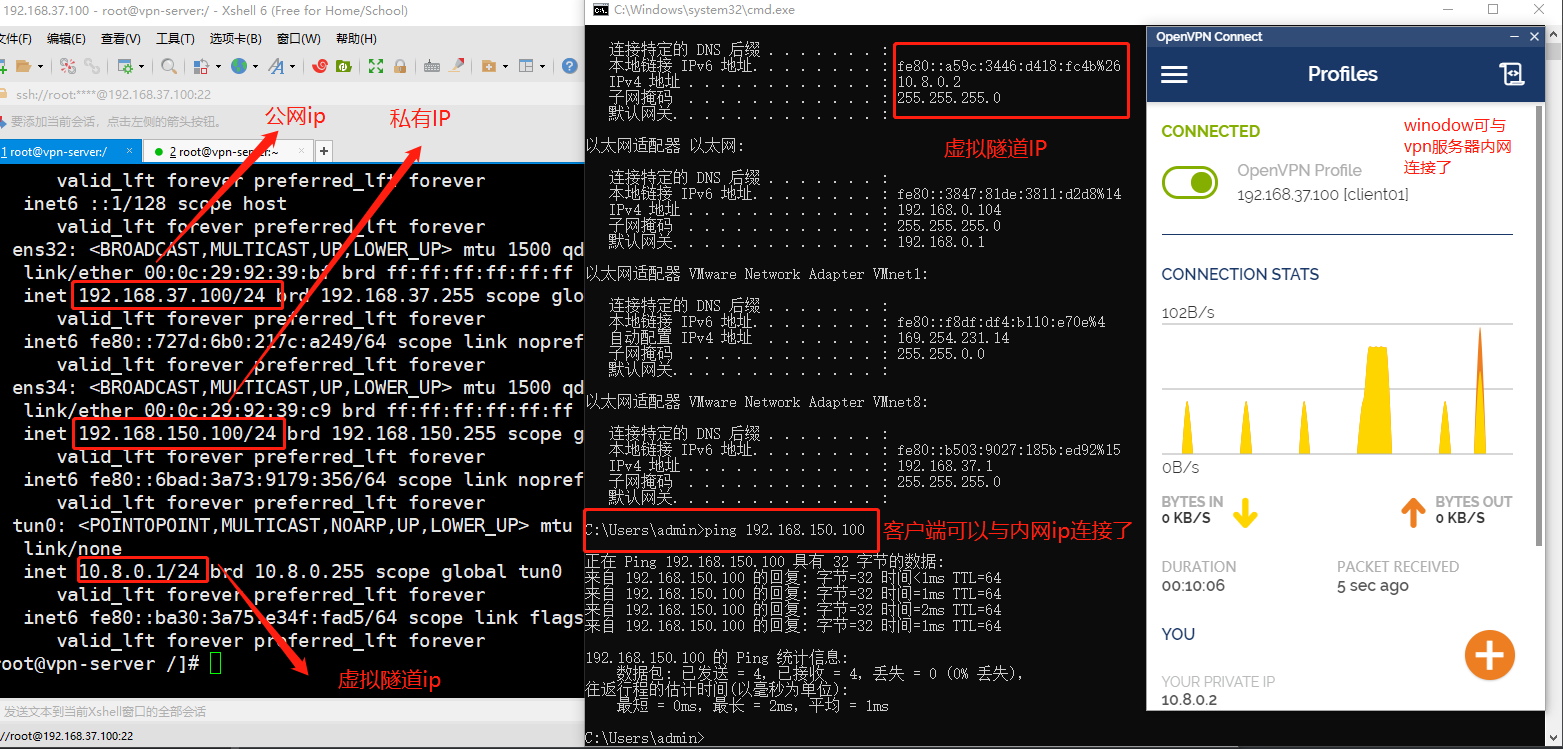 192.168.37.100 - root@vpn-server:/ - Xshell 6 (Free for Home/School)
文件(F) 编辑(E) 查看(V) 工具(T) 选项卡(B) 窗口(W) 帮助(H)
ssh://root:****@192.168.37.100:22
要添加当前会话，点击左侧的箭头按钮。
公网ip
私有IP
1 root@vpn-server:/ × 2 root@vpn-server:~ × +
valid_lft forever preferred_lft forever
inet6 ::1/128 scope host
valid_lft forever preferred_lft forever
ens32: <BROADCAST,MULTICAST,UP,LOWER_UP> mtu 1500 qd
link/ether 00:0c:29:92:39:bf brd ff:ff:ff:ff:ff:ff
inet 192.168.37.100/24 brd 192.168.37.255 scope glo
valid_lft forever preferred_lft forever
inet6 fe80::727d:6b0:217c:a249/64 scope link nopref
valid_lft forever preferred_lft forever
ens34: <BROADCAST,MULTICAST,UP,LOWER_UP> mtu 1500 qd
link/ether 00:0c:29:92:39:c9 brd ff:ff:ff:ff:ff:ff
inet 192.168.150.100/24 brd 192.168.150.255 scope g
valid_lft forever preferred_lft forever
inet6 fe80::6bad:3a73:9179:356/64 scope link nopref
valid_lft forever preferred_lft forever
tun0: <POINTOPOINT,MULTICAST,NOARP,UP,LOWER_UP> mtu
link/none
inet 10.8.0.1/24 brd 10.8.0.255 scope global tun0
valid_lft forever preferred_lft forever
inet6 fe80::ba30:3a75:e34f:fad5/64 scope link flags
valid_lft forever preferred_lft forever
root@vpn-server /]#
虚拟隧道ip
发送文本到当前Xshell窗口的全部会话
//root@192.168.37.100:22
C:\Windows\system32\cmd.exe
连接特定的 DNS 后缀 . . . . . . . :
本地链接 IPv6 地址. . . . . . . . : fe80::a59c:3446:d418:fc4b%26
IPv4 地址 . . . . . . . . . . . . : 10.8.0.2
子网掩码 . . . . . . . . . . . . : 255.255.255.0
默认网关. . . . . . . . . . . . . :
以太网适配器 以太网:
虚拟隧道IP
连接特定的 DNS 后缀 . . . . . . . :
本地链接 IPv6 地址. . . . . . . . : fe80::3847:81de:3811:d2d8%14
IPv4 地址 . . . . . . . . . . . . : 192.168.0.104
子网掩码 . . . . . . . . . . . . : 255.255.255.0
默认网关. . . . . . . . . . . . . : 192.168.0.1
以太网适配器 VMware Network Adapter VMnet1:
连接特定的 DNS 后缀 . . . . . . . :
本地链接 IPv6 地址. . . . . . . . : fe80::f8df:df4:b110:e70e%4
自动配置 IPv4 地址 . . . . . . . : 169.254.231.14
子网掩码 . . . . . . . . . . . . : 255.255.0.0
默认网关. . . . . . . . . . . . . :
以太网适配器 VMware Network Adapter VMnet8:
连接特定的 DNS 后缀 . . . . . . . :
本地链接 IPv6 地址. . . . . . . . : fe80::b503:9027:185b:ed92%15
IPv4 地址 . . . . . . . . . . . . : 192.168.37.1
子网掩码 . . . . . . . . . . . . : 255.255.255.0
默认网关. . . . . . . . . . . . . :
C:\Users\admin>ping 192.168.150.100
客户端可以与内网ip连接了
正在 Ping 192.168.150.100 具有 32 字节的数据:
来自 192.168.150.100 的回复: 字节=32 时间<1ms TTL=64
来自 192.168.150.100 的回复: 字节=32 时间=1ms TTL=64
来自 192.168.150.100 的回复: 字节=32 时间=2ms TTL=64
来自 192.168.150.100 的回复: 字节=32 时间=1ms TTL=64
192.168.150.100 的 Ping 统计信息:
数据包: 已发送 = 4，已接收 = 4，丢失 = 0 (0% 丢失)，
往返行程的估计时间(以毫秒为单位):
最短 = 0ms，最长 = 2ms，平均 = 1ms
C:\Users\admin>
OpenVPN Connect
Profiles
CONNECTED
winodow可与
vpn服务器内网
连接了
OpenVPN Profile
192.168.37.100 [client01]
CONNECTION STATS
102B/s
0B/s
BYTES IN
0 KB/S
BYTES OUT
0 KB/S
DURATION
00:10:06
PACKET RECEIVED
5 sec ago
YOU
YOUR PRIVATE IP
10.8.0.2